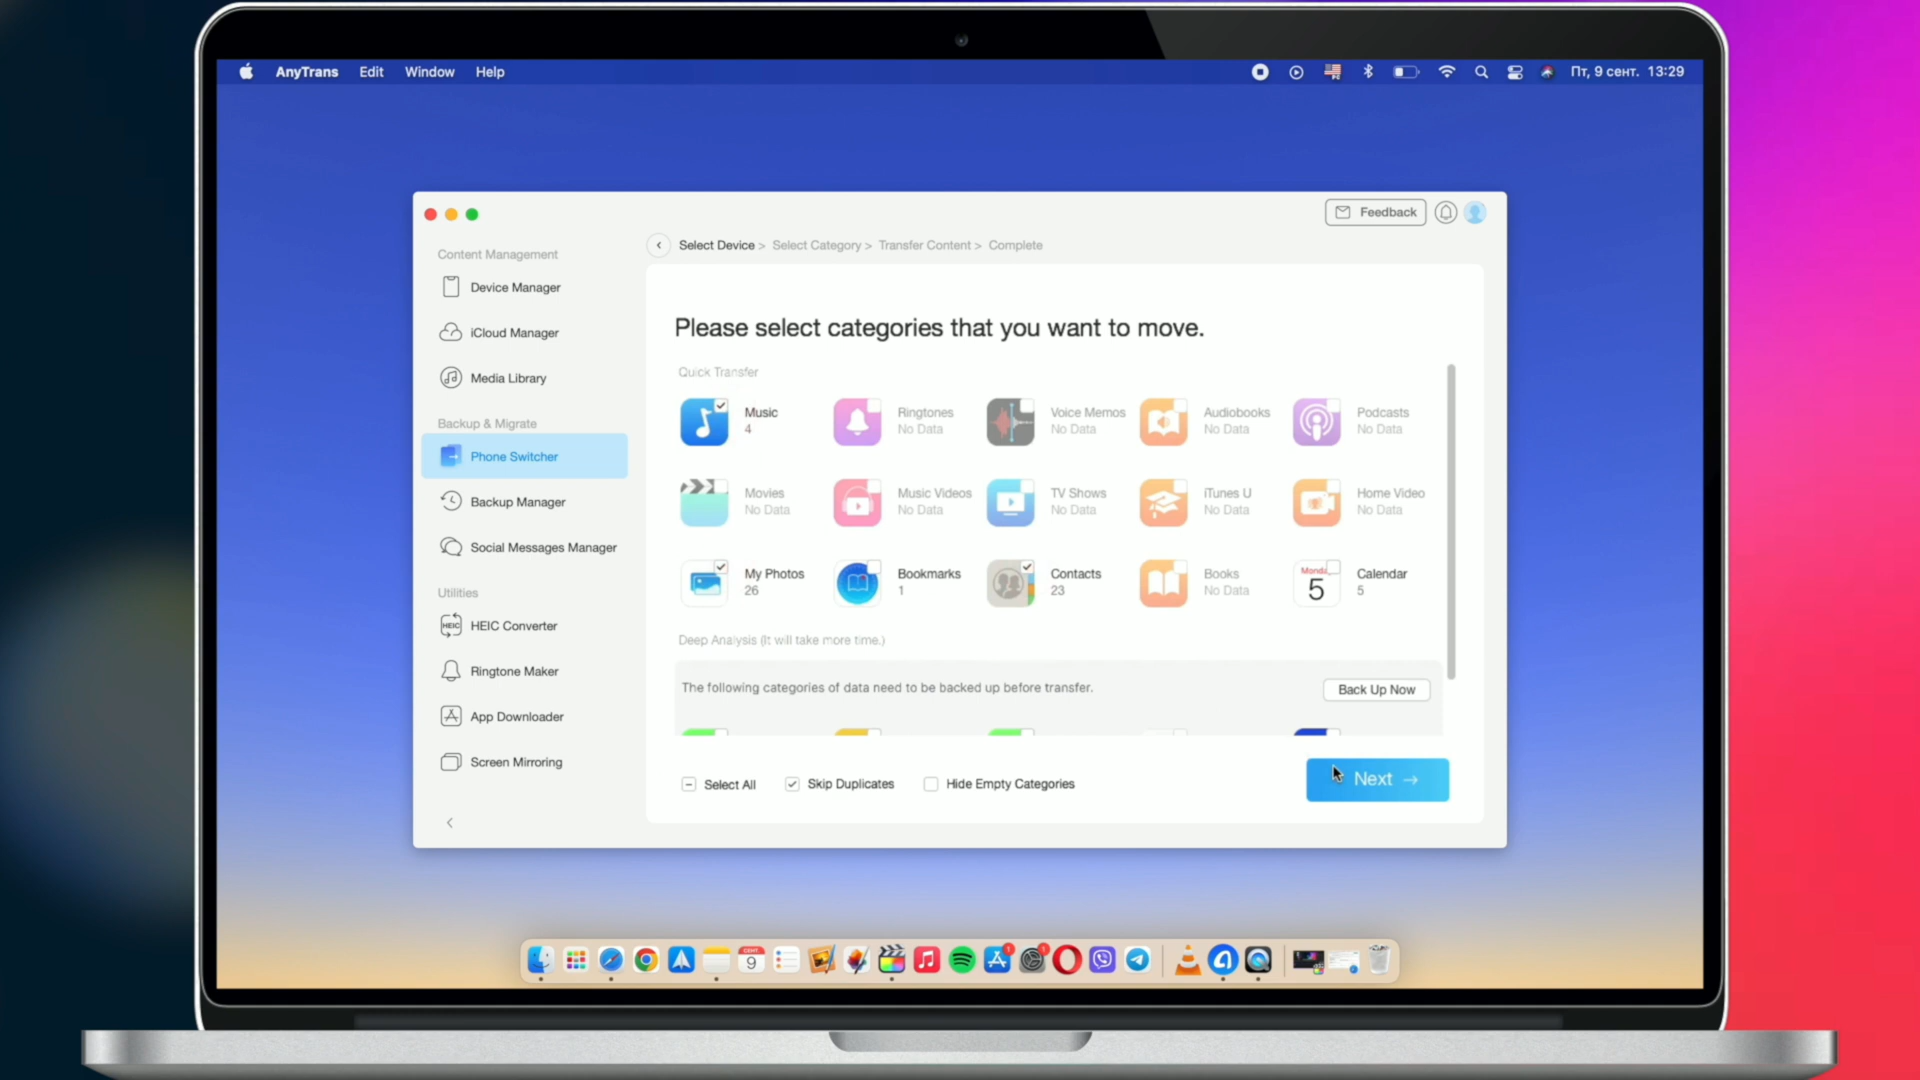 AnyTrans Edit Window Help
Пт, 9 сент. 13:29
Feedback
Select Device > Select Category > Transfer Content > Complete
Content Management
Device Manager
iCloud Manager
Media Library
Backup & Migrate
Phone Switcher
Backup Manager
Social Messages Manager
Utilities
HEIC
HEIC Converter
Ringtone Maker
App Downloader
Screen Mirroring
Please select categories that you want to move.
Quick Transfer
Music
4
Ringtones
No Data
Voice Memos
No Data
Audiobooks
No Data
Podcasts
No Data
Movies
No Data
Music Videos
No Data
TV Shows
No Data
iTunes U
No Data
Home Video
No Data
My Photos
26
Bookmarks
1
Contacts
23
Books
No Data
Monda
5
Calendar
5
Deep Analysis (It will take more time.)
The following categories of data need to be backed up before transfer.
Back Up Now
Select All
Skip Duplicates
Hide Empty Categories
Next →
СЕНТ.
9
1
1